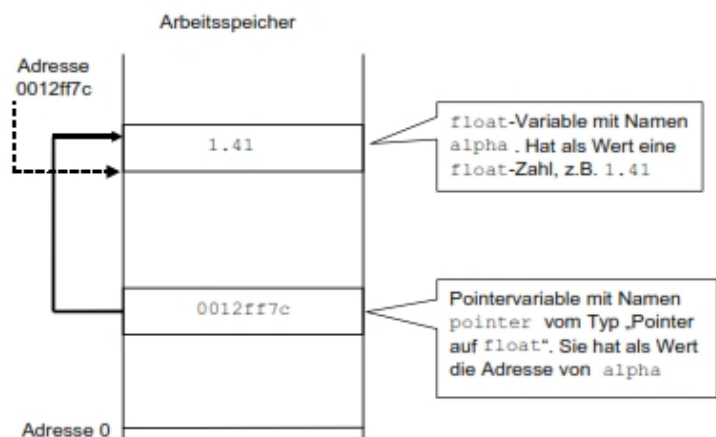 Arbeitsspeicher
Adresse
0012ff7c
1.41
float-Variable mit Namen
alpha. Hat als Wert eine
float-Zahl, z.B. 1.41
0012ff7c
Pointervariable mit Namen
pointer vom Typ „Pointer
auf float“. Sie hat als Wert
die Adresse von alpha
Adresse 0